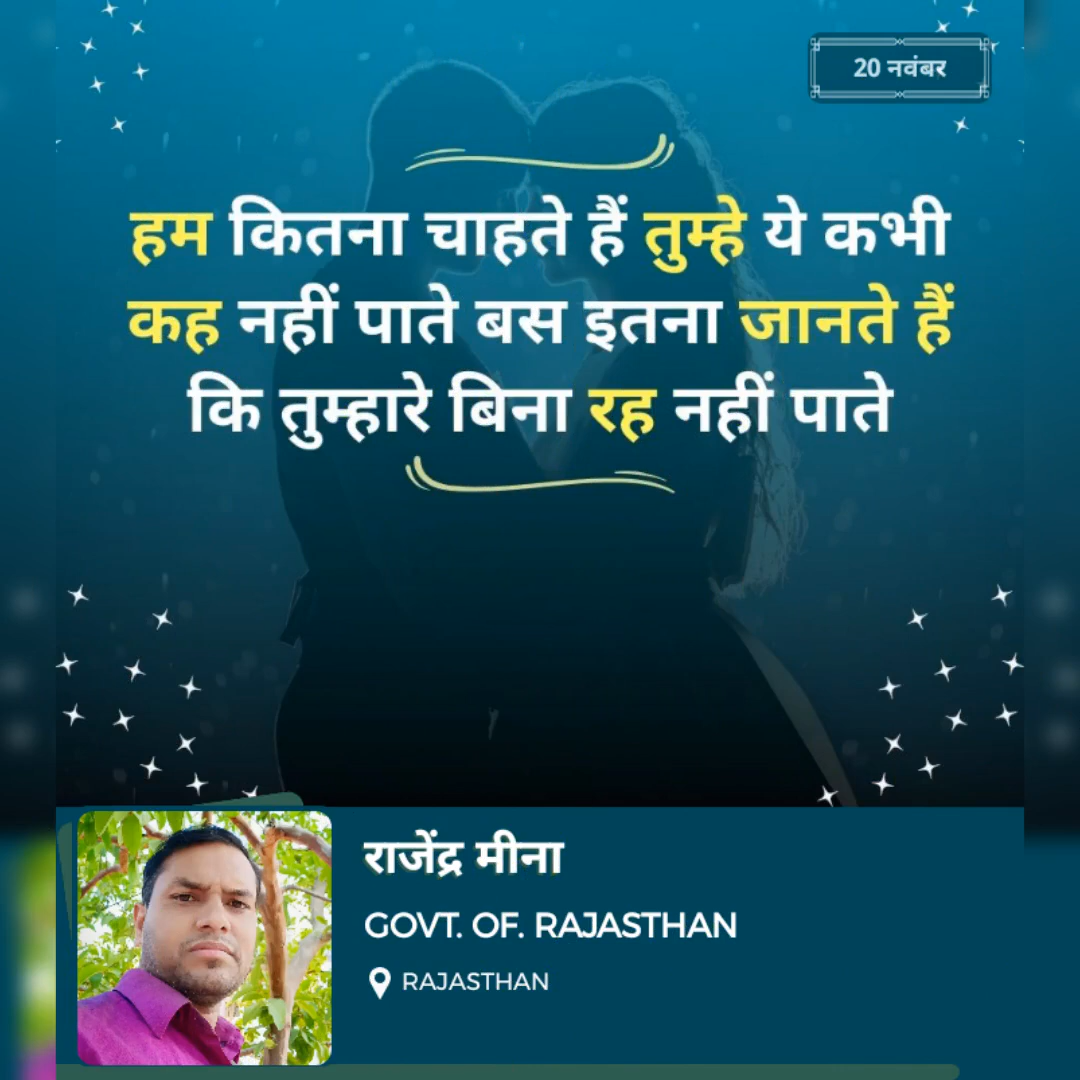 20 नवंबर
हम कितना चाहते हैं तुम्हे ये कभी
कह नहीं पाते बस इतना जानते हैं
कि तुम्हारे बिना रह नहीं पाते
राजेंद्र मीना
GOVT. OF. RAJASTHAN
RAJASTHAN